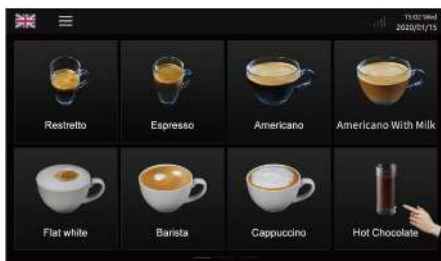 15:02 Wed
2020/01/15
Restretto
Espresso
Americano
Americano With Milk
Flat white
Barista
Cappuccino
Hot Chocolate